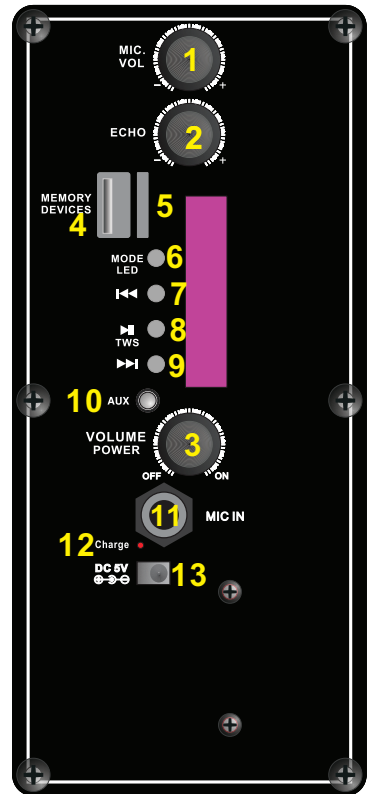 MIC.
VOL
1
- +
ECHO
2
- +
MEMORY
DEVICES
4
5
MODE
LED
6
7
8
TWS
9
10 AUX
VOLUME
POWER
3
OFF ON
11 MIC IN
12 Charge
DC 5V
13